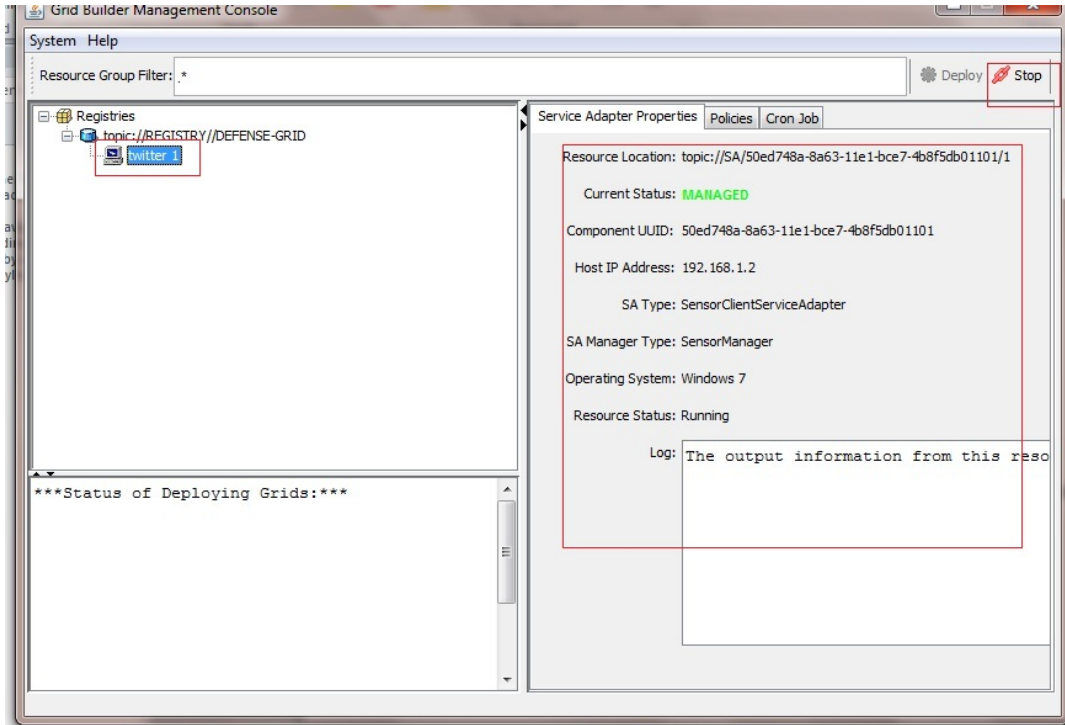 Grid Builder Management Console
System Help
Resource Group Filter: .*
Deploy Stop
Registries
topic://REGISTRY//DEFENSE-GRID
twitter 1
***Status of Deploying Grids:***
Service Adapter Properties Policies Cron Job
Resource Location: topic://SA/50ed748a-8a63-11e1-bce7-4b8f5db01101/1
Current Status: MANAGED
Component UUID: 50ed748a-8a63-11e1-bce7-4b8f5db01101
Host IP Address: 192.168.1.2
SA Type: SensorClientServiceAdapter
SA Manager Type: SensorManager
Operating System: Windows 7
Resource Status: Running
Log: The output information from this reso